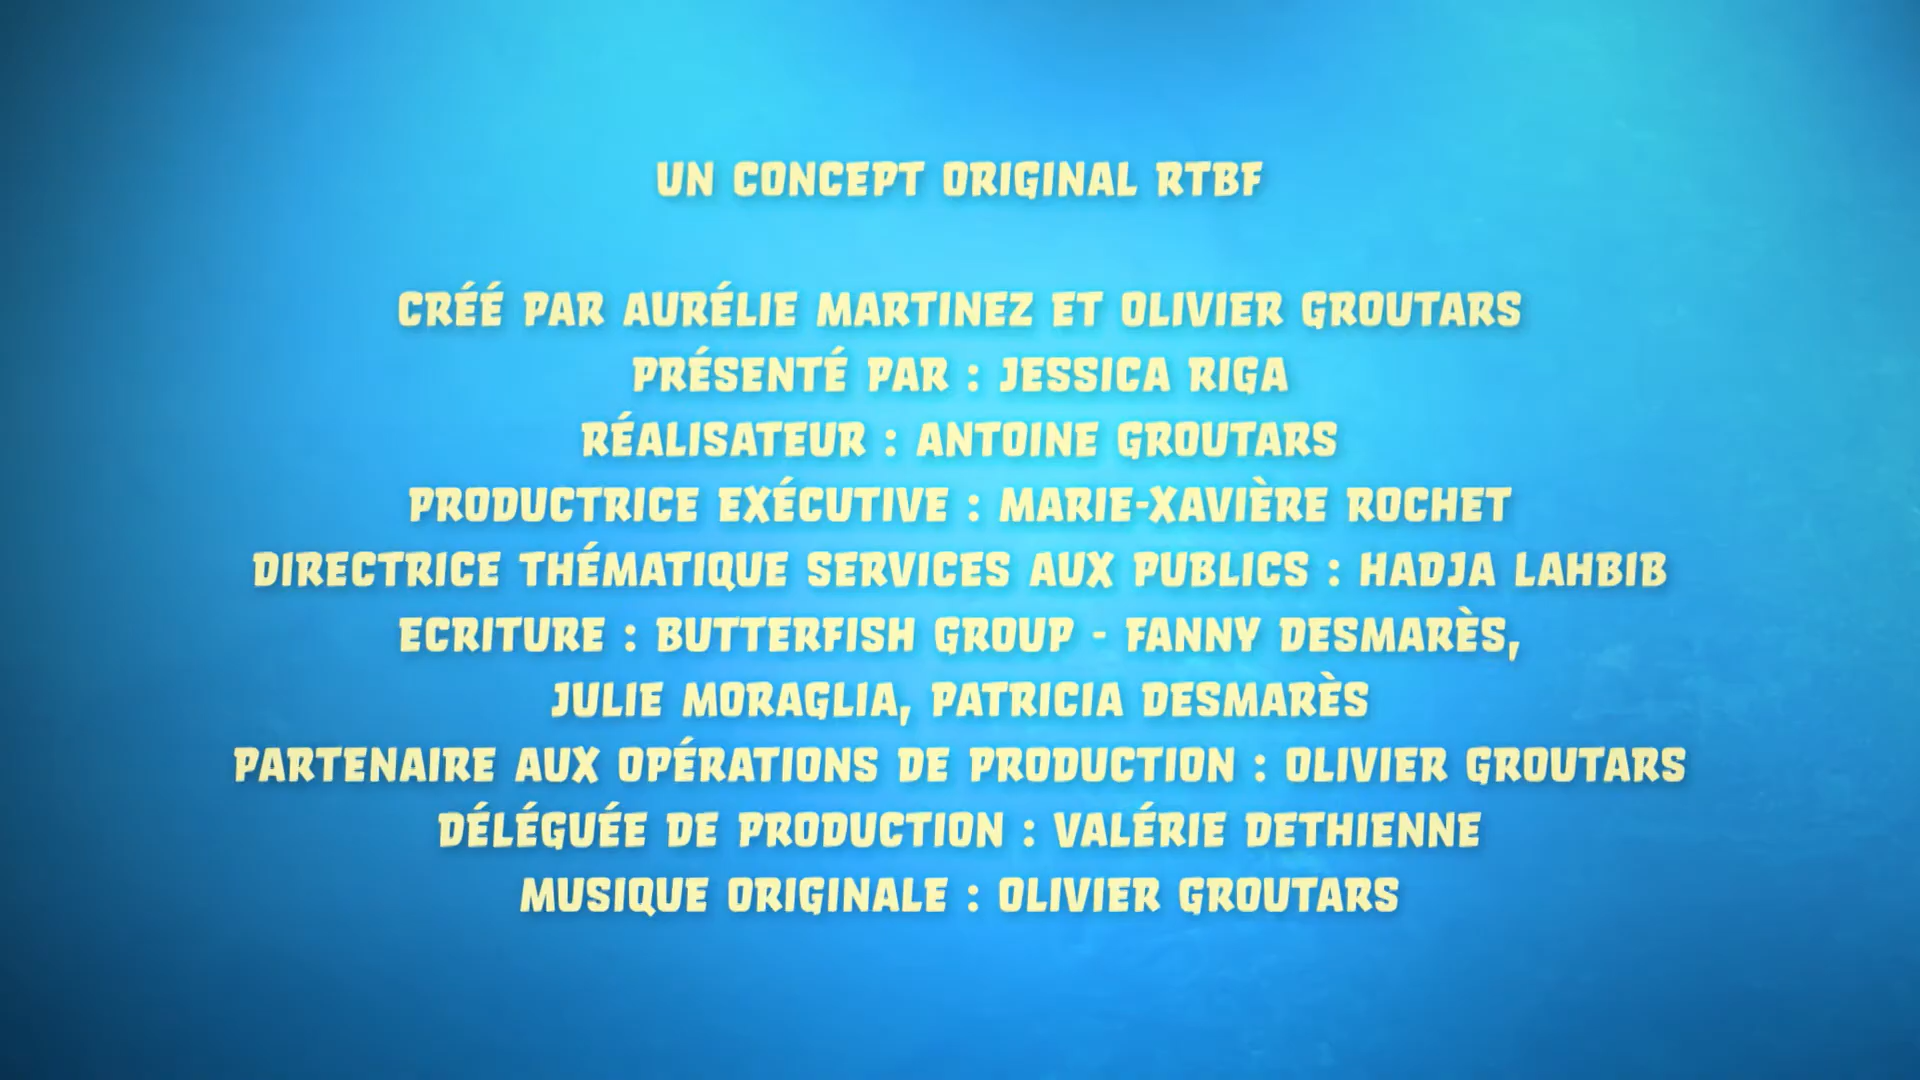 UN CONCEPT ORIGINAL RTBF
CRÉÉ PAR AURÉLIE MARTINEZ ET OLIVIER GROUTARS
PRÉSENTÉ PAR : JESSICA RIGA
RÉALISATEUR : ANTOINE GROUTARS
PRODUCTRICE EXÉCUTIVE : MARIE-XAVIÈRE ROCHET
DIRECTRICE THÉMATIQUE SERVICES AUX PUBLICS : HADJA LAHBIB
ECRITURE : BUTTERFISH GROUP - FANNY DESMARÈS,
JULIE MORAGLIA, PATRICIA DESMARÈS
PARTENAIRE AUX OPÉRATIONS DE PRODUCTION : OLIVIER GROUTARS
DÉLÉGUÉE DE PRODUCTION : VALÉRIE DETHIENNE
MUSIQUE ORIGINALE : OLIVIER GROUTARS